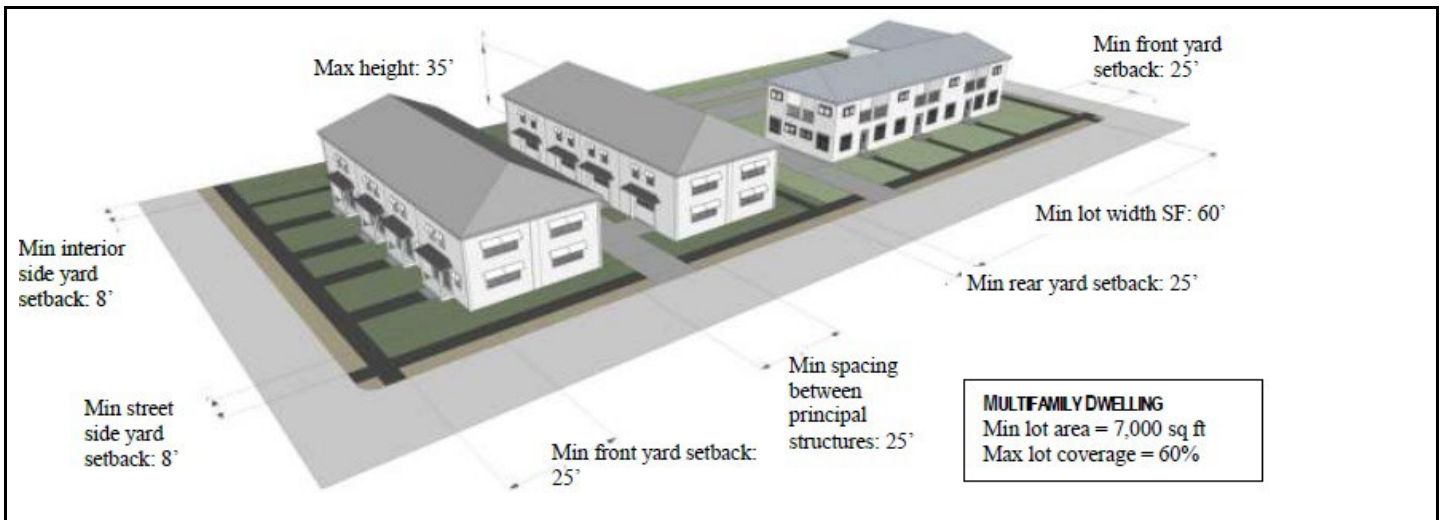 Max height: 35’
Min front yard
setback: 25’
Min lot width SF: 60’
Min interior
side yard
setback: 8’
Min rear yard setback: 25’
Min spacing
between
principal
structures: 25’
Min street
side yard
setback: 8’
Min front yard setback:
25’
MULTIFAMILY DWELLING
Min lot area = 7,000 sq ft
Max lot coverage = 60%